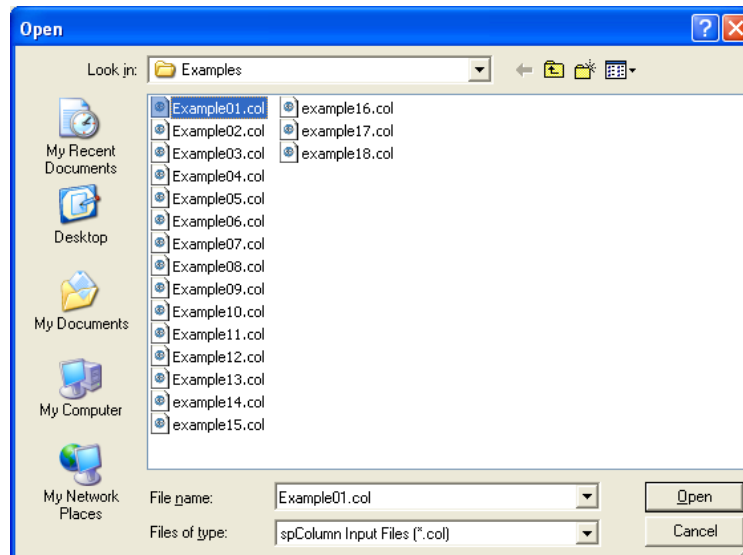 Open
Look in:
Examples
My Recent
Documents
Desktop
My Documents
My Computer
My Network
Places
Example01.col
Example02.col
Example03.col
Example04.col
Example05.col
Example06.col
Example07.col
Example08.col
Example09.col
Example10.col
Example11.col
Example12.col
Example13.col
example14.col
example15.col
example16.col
example17.col
example18.col
File name:
Example01.col
Open
Files of type:
spColumn Input Files (*.col)
Cancel